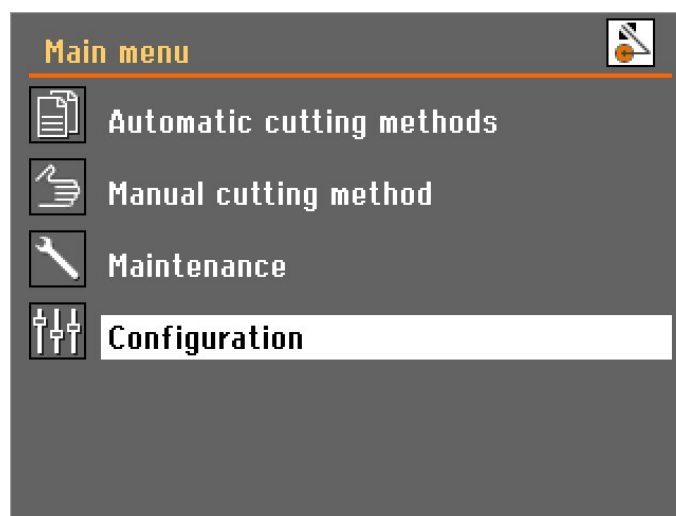 Main menu
Automatic cutting methods
Manual cutting method
Maintenance
Configuration